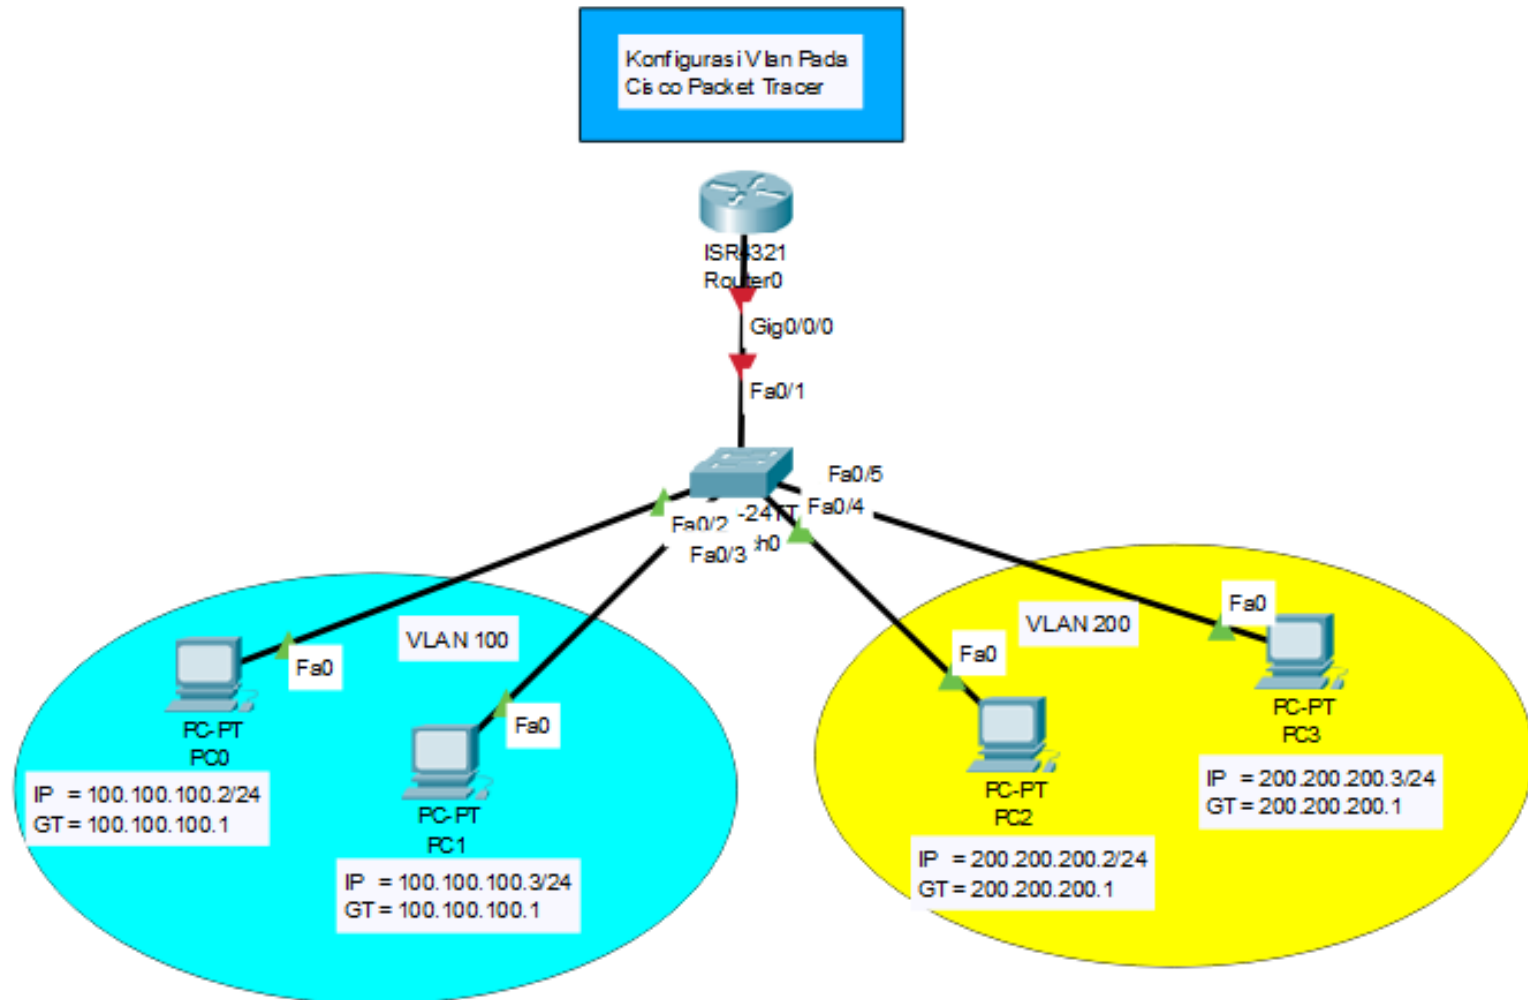 Konfigurasi Vlan Pada
Cisco Packet Tracer
ISR4321
Router0
Gig0/0/0
Fa0/1
Fa0/5
Fa0/4
-24TT
Fa0/2
Fa0/3
h0
VLAN 100
Fa0
Fa0
PC-PT
PC0
IP = 100.100.100.2/24
GT = 100.100.100.1
PC-PT
PC1
IP = 100.100.100.3/24
GT = 100.100.100.1
VLAN 200
Fa0
Fa0
PC-PT
PC3
IP = 200.200.200.3/24
GT = 200.200.200.1
PC-PT
PC2
IP = 200.200.200.2/24
GT = 200.200.200.1